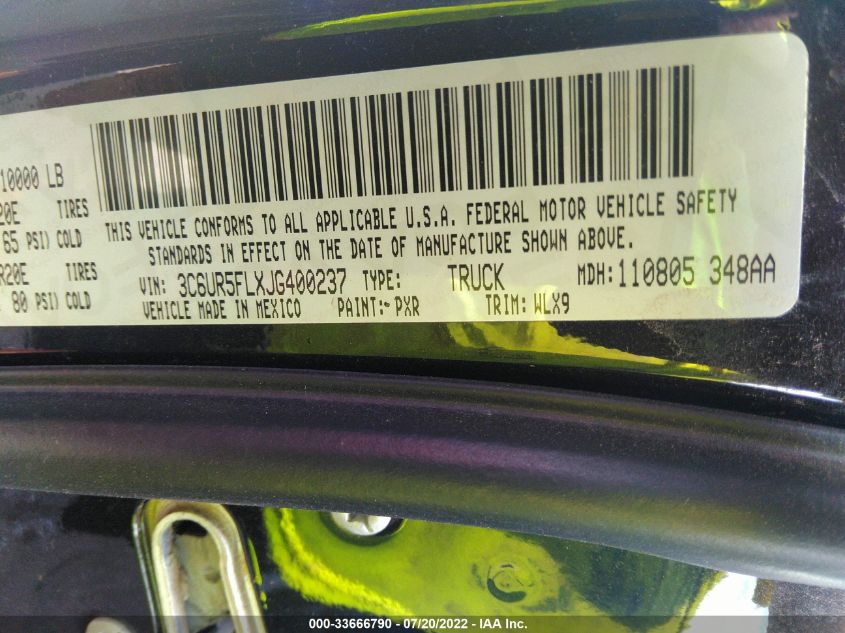 10000 LB
20E TIRES
65 PSI) COLD
R20E TIRES
80 PSI) COLD
THIS VEHICLE CONFORMS TO ALL APPLICABLE U.S.A. FEDERAL MOTOR VEHICLE SAFETY
STANDARDS IN EFFECT ON THE DATE OF MANUFACTURE SHOWN ABOVE.
VIN: 3C6UR5FLXJG400237 TYPE: TRUCK MDH: 110805 348AA
VEHICLE MADE IN MEXICO PAINT: PXR TRIM: WLX9
000-33666790 - 07/20/2022 - IAA Inc.